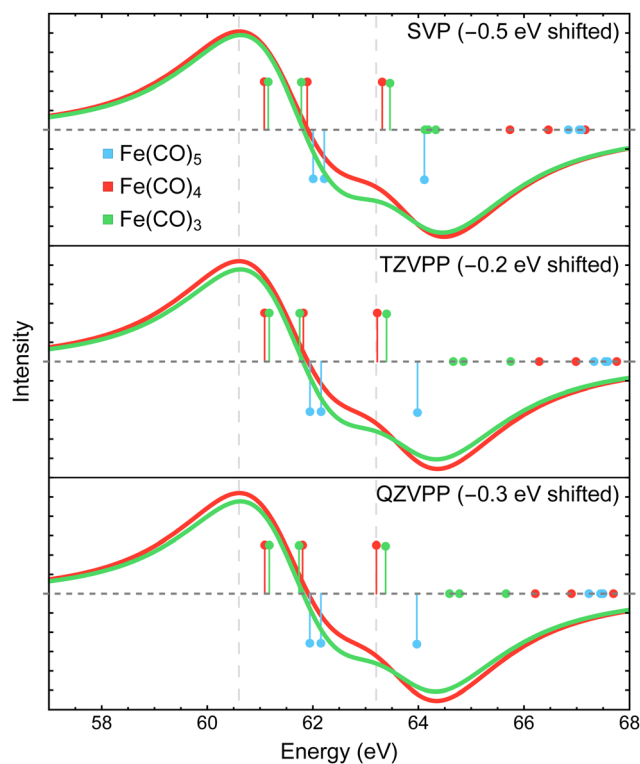 SVP (−0.5 eV shifted)
Fe(CO)₅
Fe(CO)₄
Fe(CO)₃
TZVPP (−0.2 eV shifted)
Intensity
QZVPP (−0.3 eV shifted)
58 60 62 64 66 68
Energy (eV)